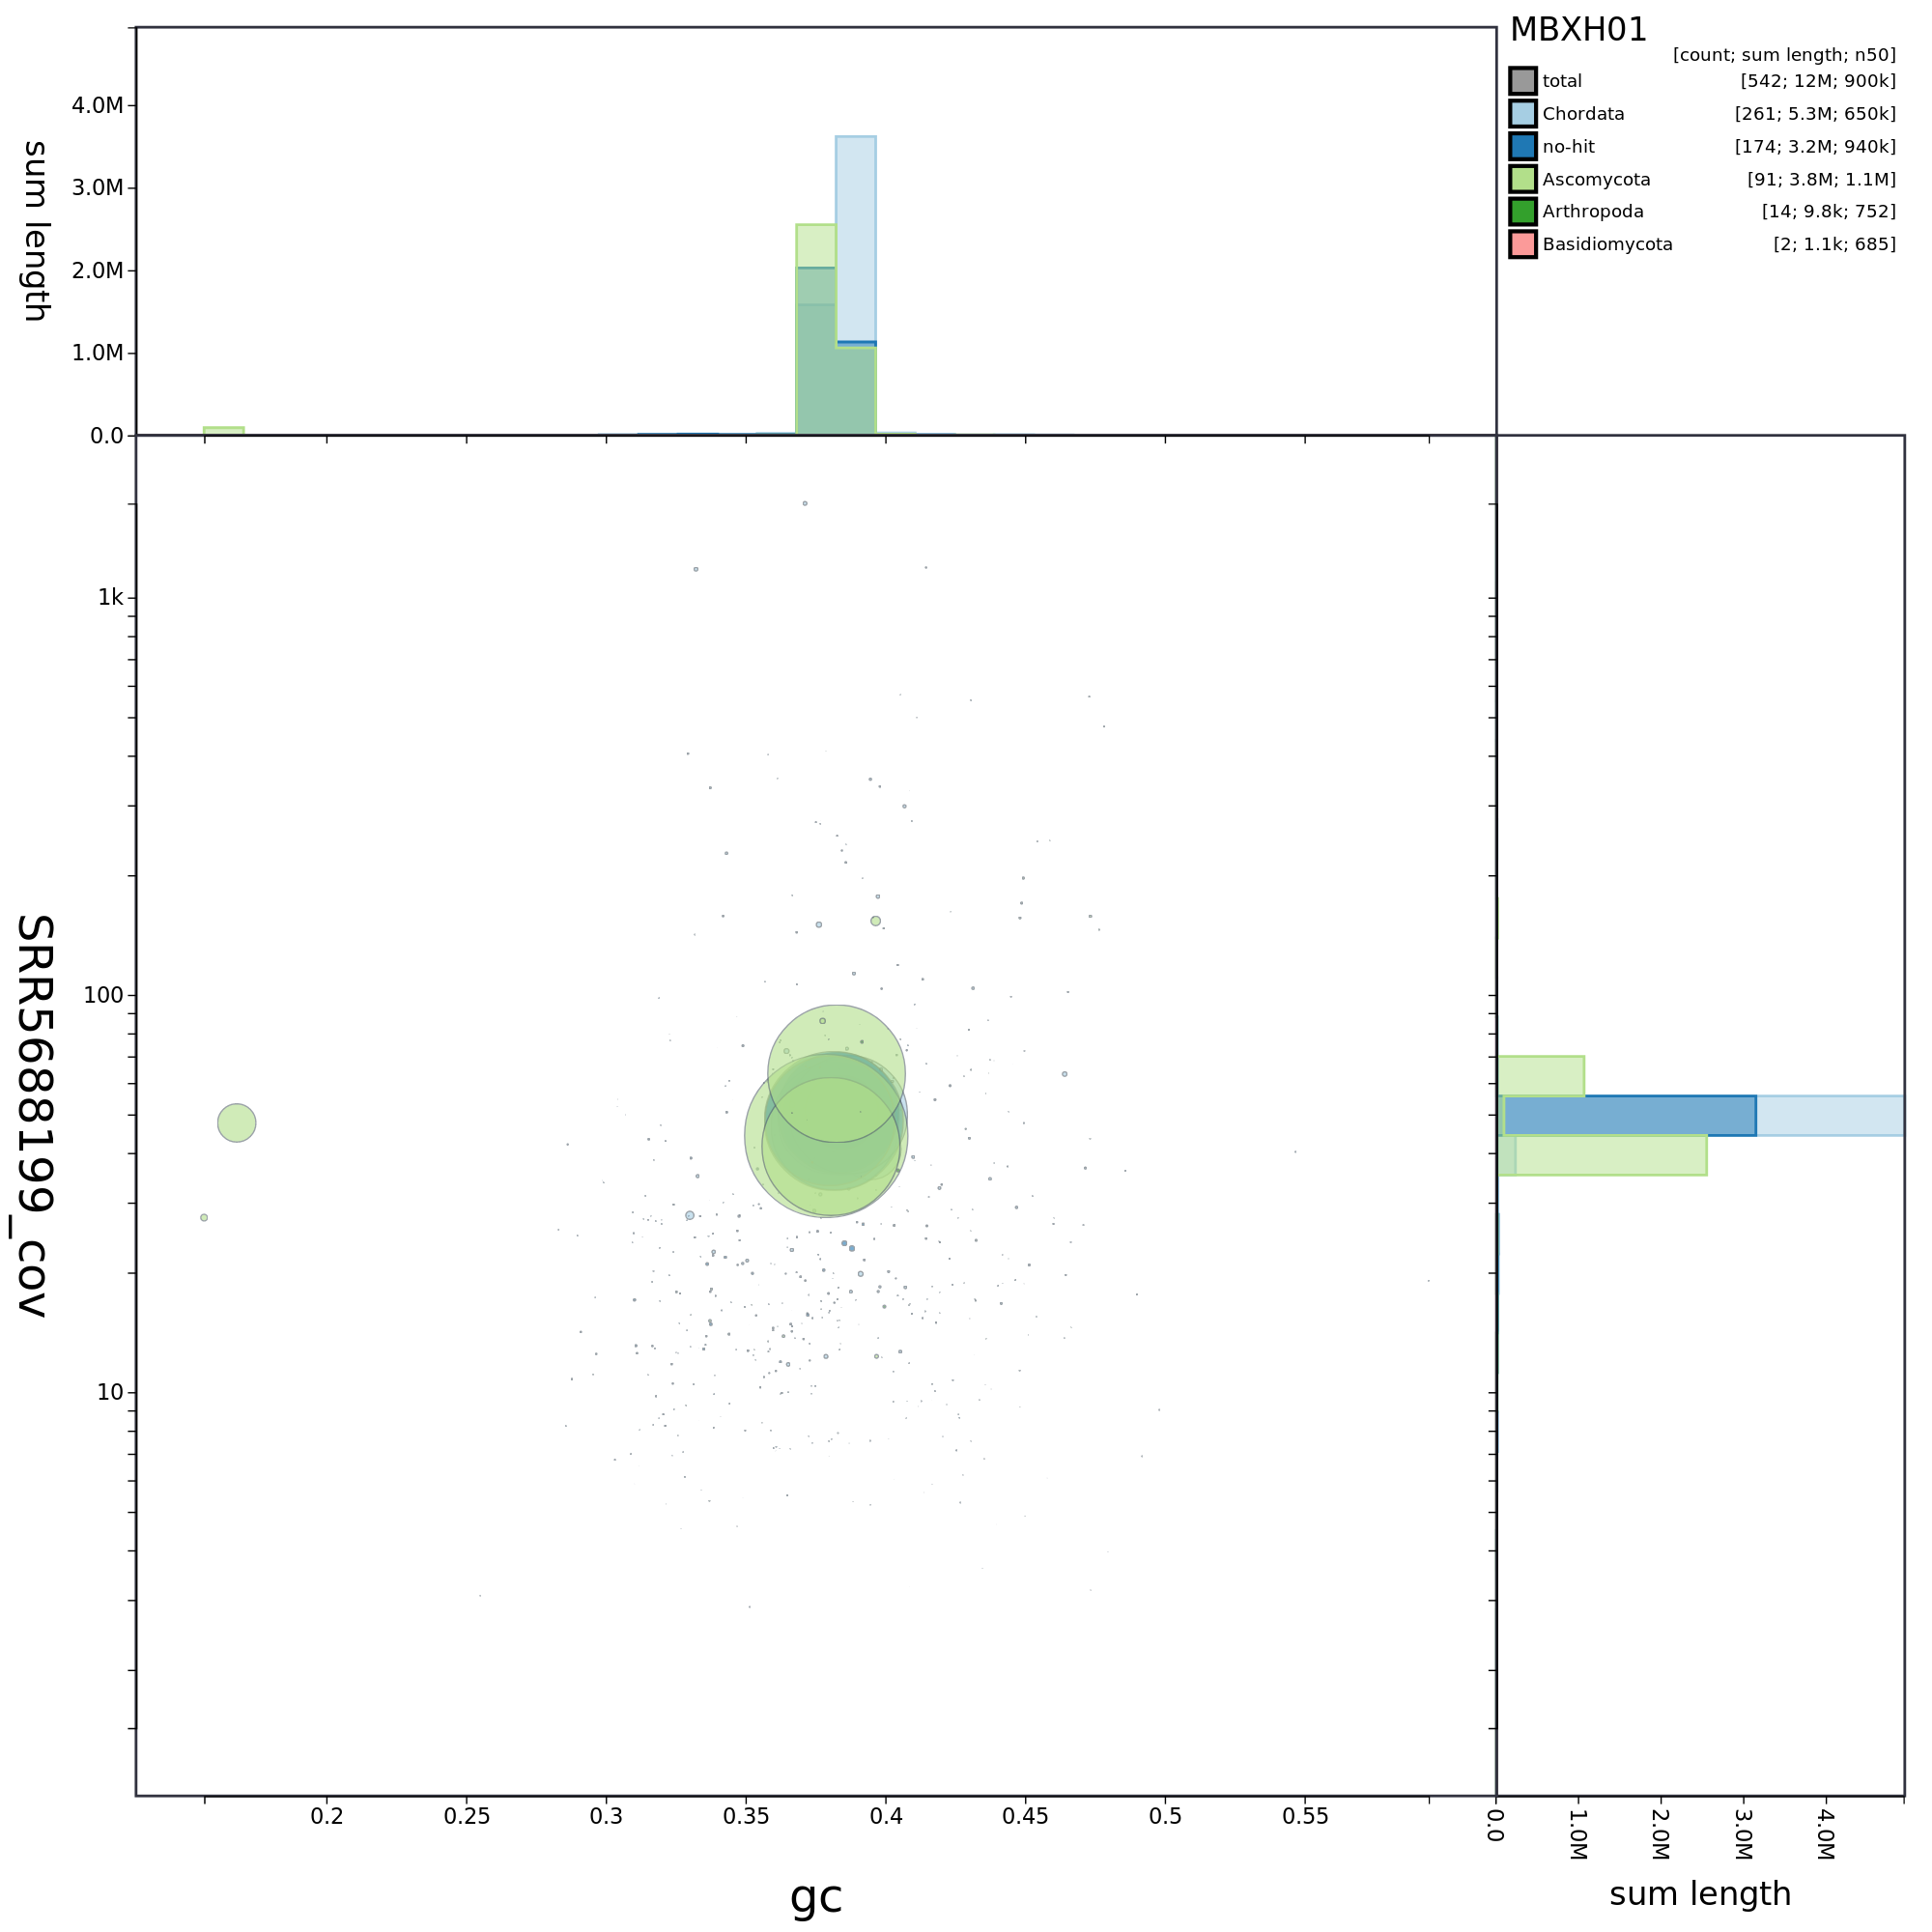 MBXH01
[count; sum length; n50]
total [542; 12M; 900k]
Chordata [261; 5.3M; 650k]
no-hit [174; 3.2M; 940k]
Ascomycota [91; 3.8M; 1.1M]
Arthropoda [14; 9.8k; 752]
Basidiomycota [2; 1.1k; 685]
sum length
4.0M
3.0M
2.0M
1.0M
0.0
SRR5688199_cov
1k
100
10
0.2 0.25 0.3 0.35 0.4 0.45 0.5 0.55
gc
0.0 1.0M 2.0M 3.0M 4.0M
sum length